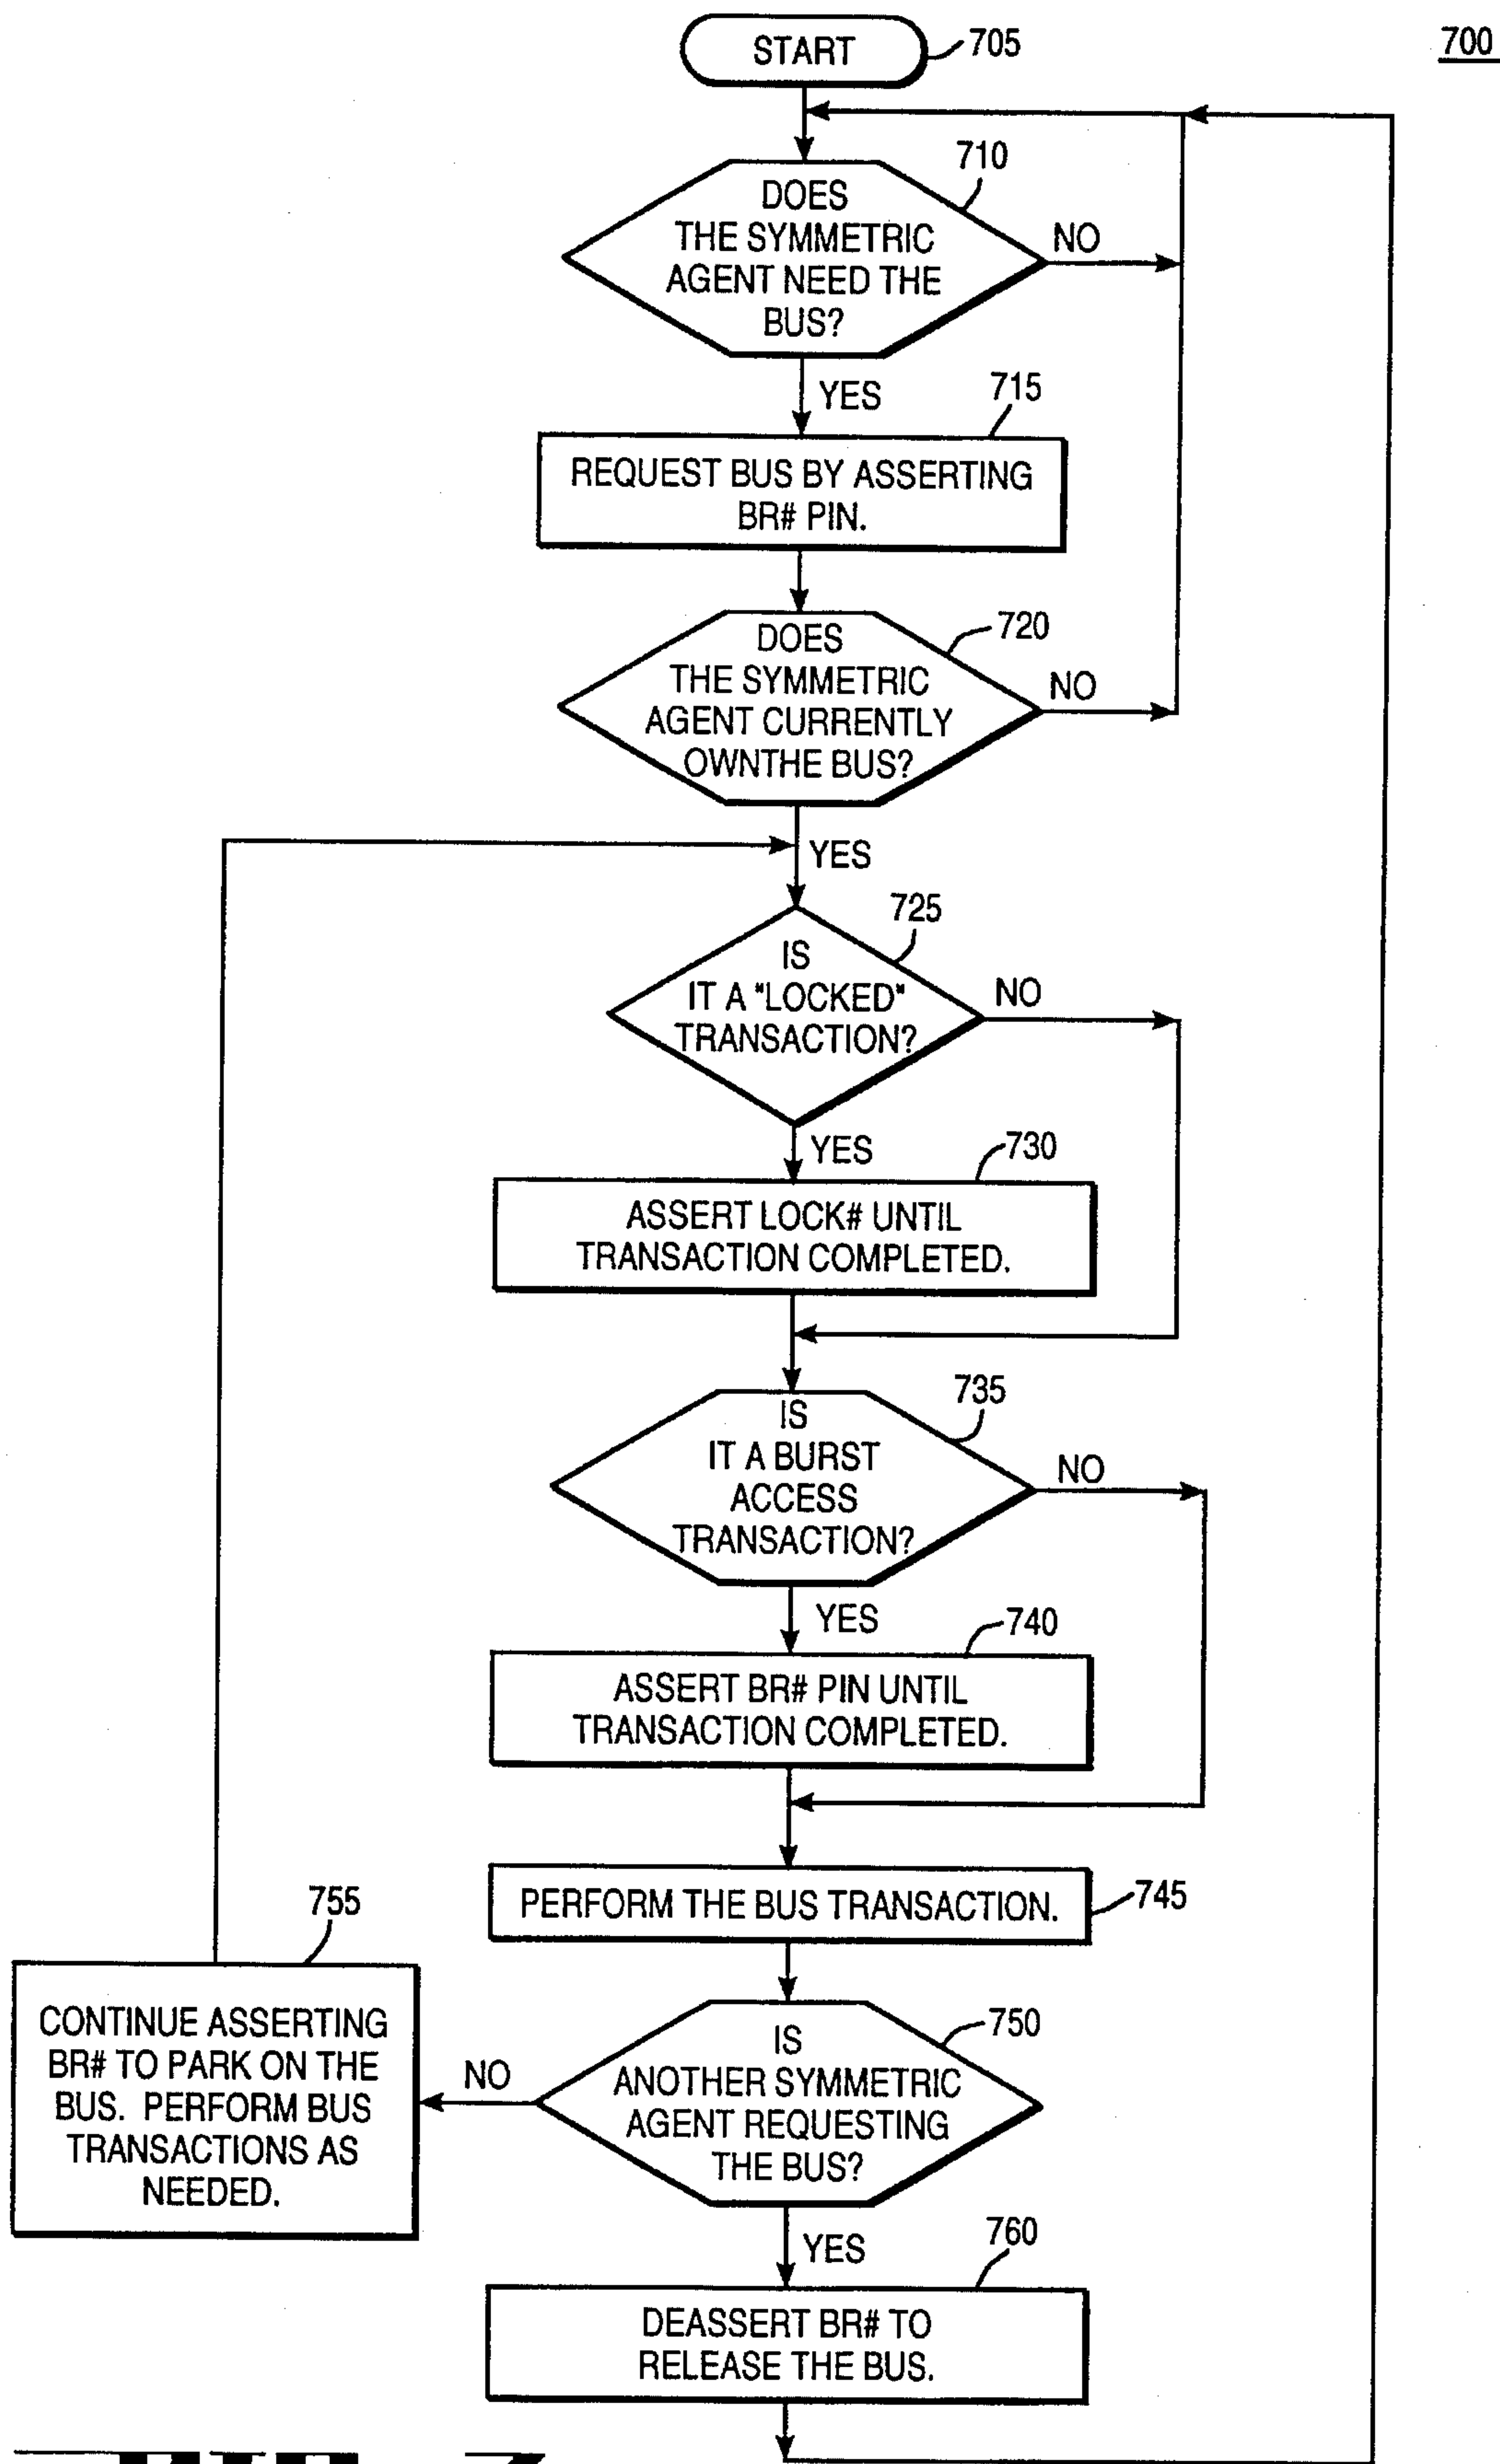 START
705
700
DOES
THE SYMMETRIC
AGENT NEED THE
BUS?
710
NO
YES
715
REQUEST BUS BY ASSERTING
BR# PIN.
DOES
THE SYMMETRIC
AGENT CURRENTLY
OWNTHE BUS?
720
NO
YES
725
IS
IT A "LOCKED"
TRANSACTION?
NO
YES
730
ASSERT LOCK# UNTIL
TRANSACTION COMPLETED.
735
IS
IT A BURST
ACCESS
TRANSACTION?
NO
YES
740
ASSERT BR# PIN UNTIL
TRANSACTION COMPLETED.
PERFORM THE BUS TRANSACTION.
745
755
CONTINUE ASSERTING
BR# TO PARK ON THE
BUS. PERFORM BUS
TRANSACTIONS AS
NEEDED.
NO
IS
ANOTHER SYMMETRIC
AGENT REQUESTING
THE BUS?
750
YES
760
DEASSERT BR# TO
RELEASE THE BUS.